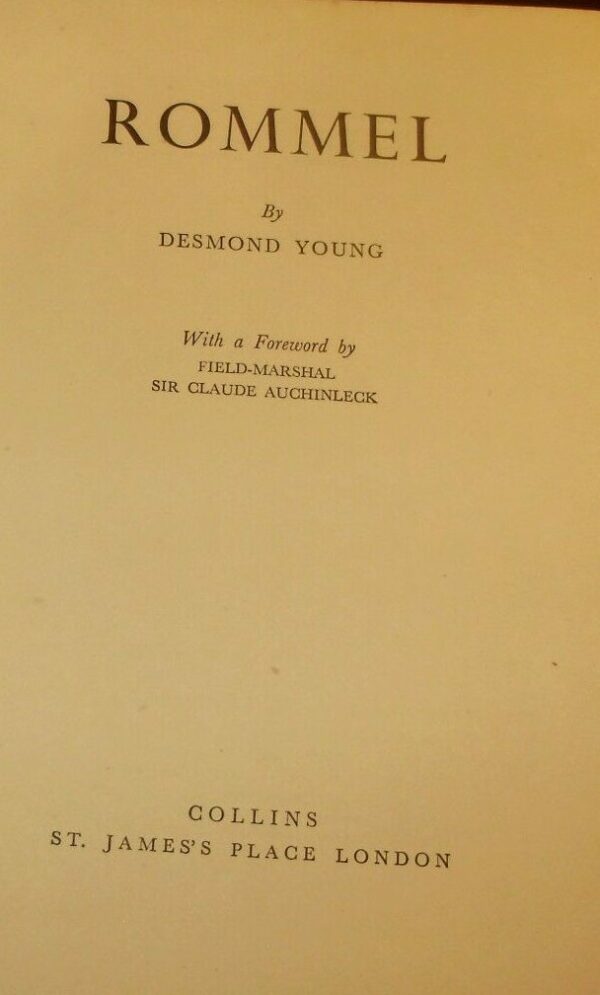 ROMMEL
By
DESMOND YOUNG
With a Foreword by
FIELD-MARSHAL
SIR CLAUDE AUCHINLECK
COLLINS
ST. JAMES'S PLACE LONDON